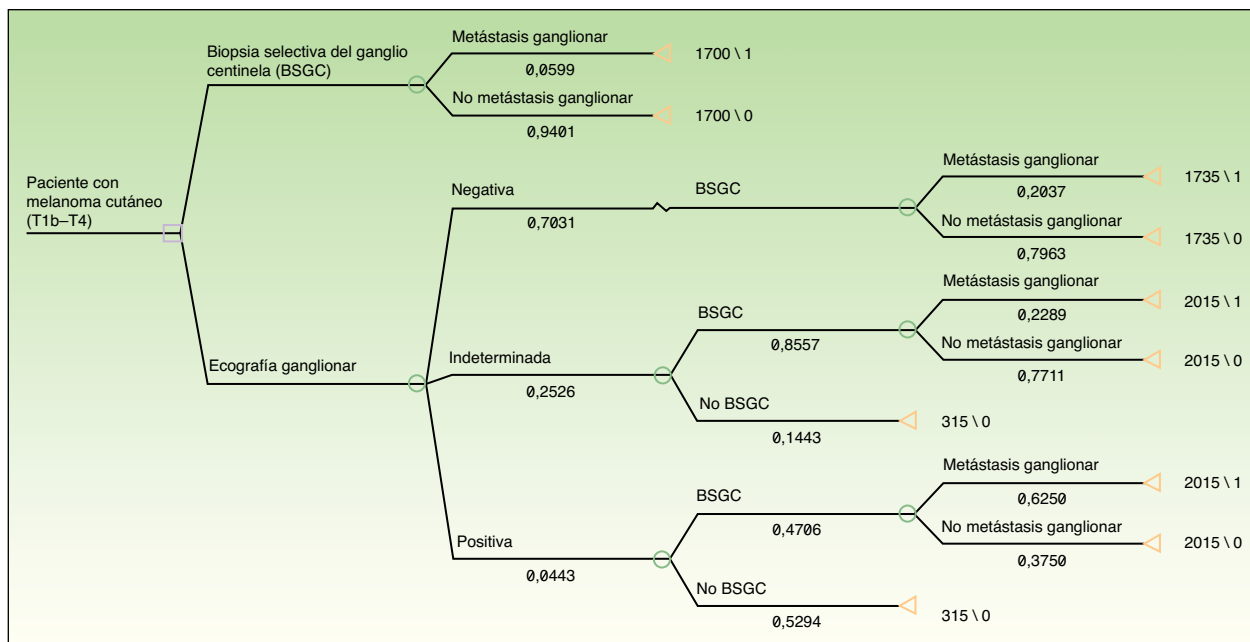 Biopsia selectiva del ganglio
centinela (BSGC)
Metástasis ganglionar
0,0599
1700 \ 1
No metástasis ganglionar
0,9401
1700 \ 0
Paciente con
melanoma cutáneo
(T1b–T4)
Ecografía ganglionar
Negativa
0,7031
BSGC
Metástasis ganglionar
0,2037
1735 \ 1
No metástasis ganglionar
0,7963
1735 \ 0
Indeterminada
0,2526
BSGC
0,8557
Metástasis ganglionar
0,2289
2015 \ 1
No metástasis ganglionar
0,7711
2015 \ 0
No BSGC
0,1443
315 \ 0
Positiva
0,0443
BSGC
0,4706
Metástasis ganglionar
0,6250
2015 \ 1
No metástasis ganglionar
0,3750
2015 \ 0
No BSGC
0,5294
315 \ 0